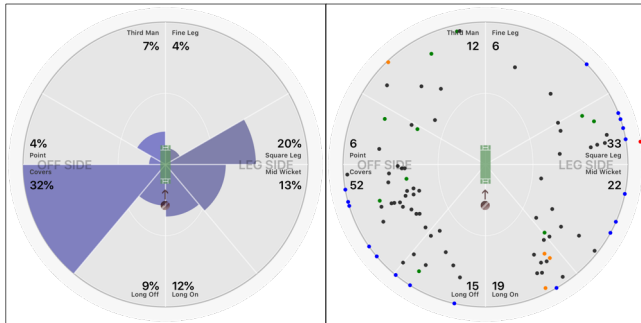 Third Man Fine Leg
7% 4%
4% 20%
Point Square Leg
OFF SIDE LEG SIDE
Covers Mid Wicket
32% 13%
9% 12%
Long Off Long On
Third Man Fine Leg
12 6
6 33
Point Square Leg
OFF SIDE LEG SIDE
Covers Mid Wicket
52 22
15 19
Long Off Long On